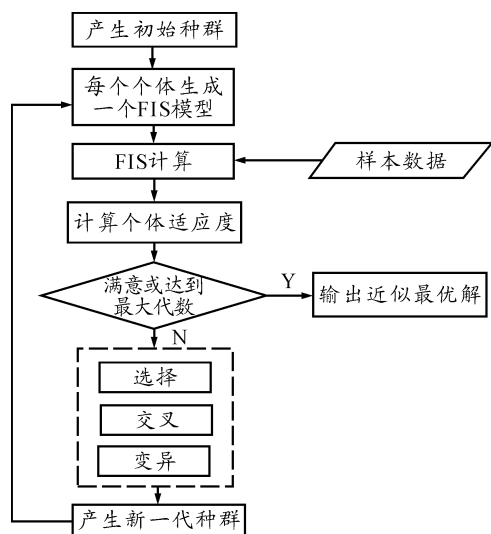 产生初始种群
每个个体生成
一个FIS模型
FIS计算
样本数据
计算个体适应度
满意或达到
最大代数
Y
输出近似最优解
N
选择
交叉
变异
产生新一代种群